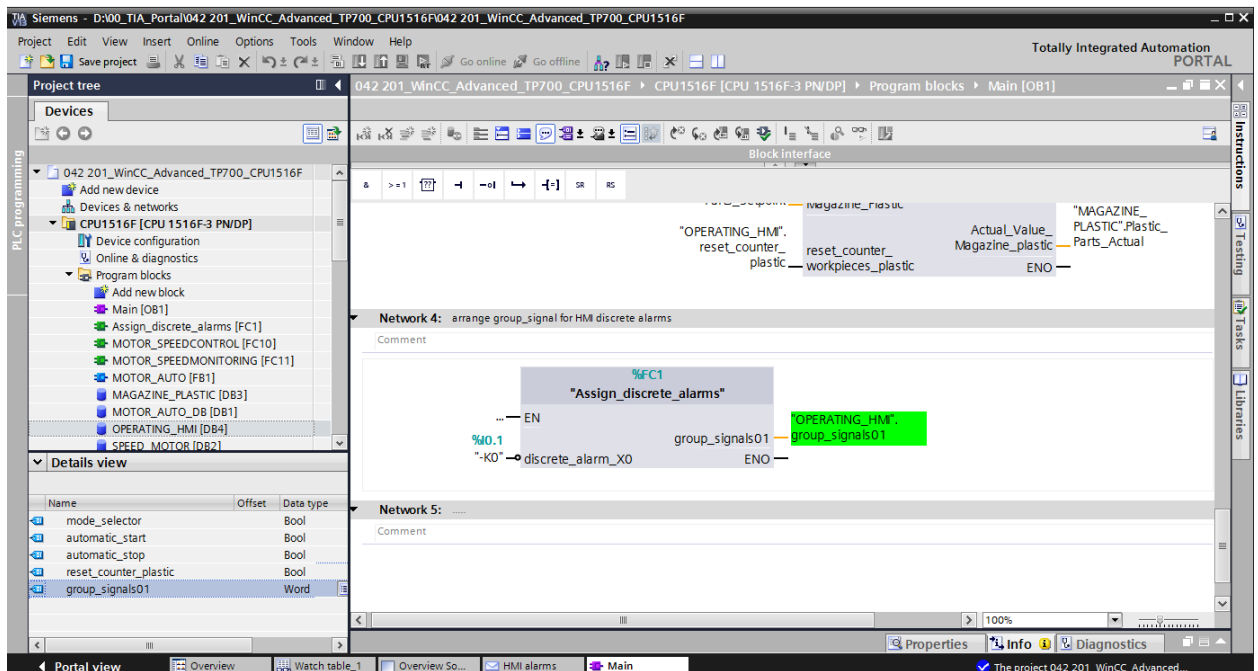 Siemens - D:\00_TIA_Portal\042 201_WinCC_Advanced_TP700_CPU1516F\042 201_WinCC_Advanced_TP700_CPU1516F
Project Edit View Insert Online Options Tools Window Help
Totally Integrated Automation
PORTAL
Save project Go online Go offline
Project tree
042 201_WinCC_Advanced_TP700_CPU1516F CPU1516F [CPU 1516F-3 PN/DP] Program blocks Main [OB1]
Devices
Block interface
PLC programming
042 201_WinCC_Advanced_TP700_CPU1516F
Add new device
Devices & networks
CPU1516F [CPU 1516F-3 PN/DP]
Device configuration
Online & diagnostics
Program blocks
Add new block
Main [OB1]
Assign_discrete_alarms [FC1]
MOTOR_SPEEDCONTROL [FC10]
MOTOR_SPEEDMONITORING [FC11]
MOTOR_AUTO [FB1]
MAGAZINE_PLASTIC [DB3]
MOTOR_AUTO_DB [DB1]
OPERATING_HMI [DB4]
SPEED_MOTOR [DB2]
Details view
Name Offset Data type
mode_selector Bool
automatic_start Bool
automatic_stop Bool
reset_counter_plastic Bool
group_signals01 Word
& >=1 ?? -[=] SR RS
Magazine_Plastic
"OPERATING_HMI".
reset_counter_
plastic
reset_counter_
workpieces_plastic
Actual_Value_
Magazine_plastic
ENO
"MAGAZINE_
PLASTIC".Plastic_
Parts_Actual
Network 4: arrange group_signal for HMI discrete alarms
Comment
%FC1
"Assign_discrete_alarms"
... EN
%I0.1
"-K0" discrete_alarm_X0
group_signals01
ENO
"OPERATING_HMI".
group_signals01
Network 5: .....
Comment
100%
Instructions
Testing
Tasks
Libraries
Properties Info Diagnostics
Portal view Overview Watch table_1 Overview So... HMI alarms Main
The project 042 201_WinCC_Advanced...